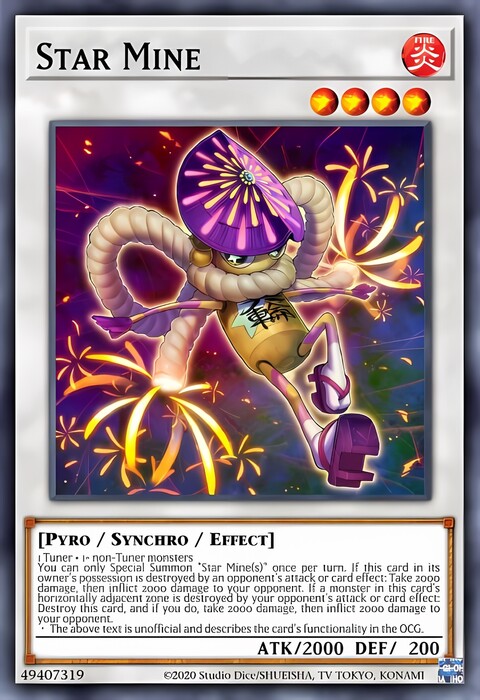 STAR MINE
FIRE
炎
[PYRO / SYNCHRO / EFFECT]
1 Tuner + 1+ non-Tuner monsters
You can only Special Summon "Star Mine(s)" once per turn. If this card in its
owner's possession is destroyed by an opponent's attack or card effect: Take 2000
damage, then inflict 2000 damage to your opponent. If a monster in this card's
horizontally adjacent zone is destroyed by your opponent's attack or card effect:
Destroy this card, and if you do, take 2000 damage, then inflict 2000 damage to
your opponent.
• The above text is unofficial and describes the card's functionality in the OCG.
ATK/2000 DEF/ 200
49407319
©2020 Studio Dice/SHUEISHA, TV TOKYO, KONAMI